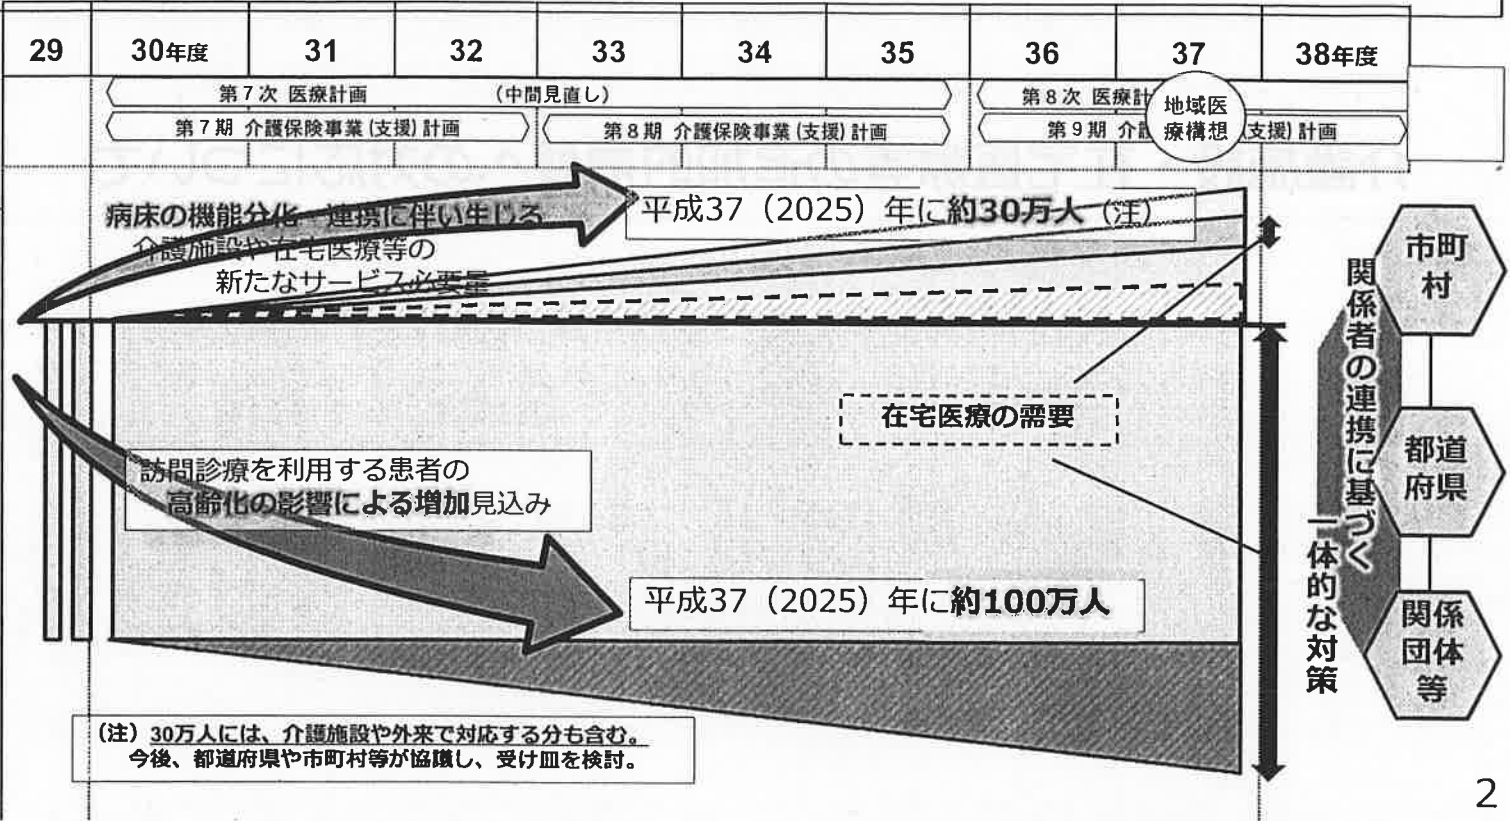 29 30年度 31 32 33 34 35 36 37 38年度
第7次 医療計画 (中間見直し) 第8次 医療計
第7期 介護保険事業(支援)計画 第8期 介護保険事業(支援)計画 第9期 介護 (支援)計画
地域医
療構想
病床の機能分化・連携に伴い生じる
介護施設や在宅医療等の
新たなサービス必要量
平成37(2025)年に約30万人(注)
在宅医療の需要
訪問診療を利用する患者の
高齢化の影響による増加見込み
平成37(2025)年に約100万人
(注)30万人には、介護施設や外来で対応する分も含む。
今後、都道府県や市町村等が協議し、受け皿を検討。
関係者の連携に基づく
一体的な対策
市町
村
都道
府県
関係
団体
等
2